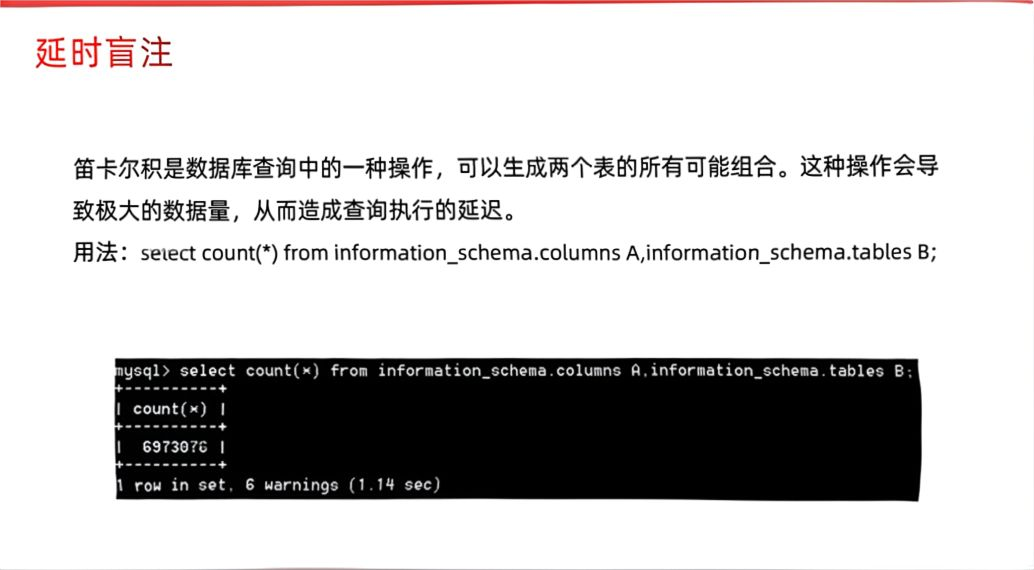 延时盲注
笛卡尔积是数据库查询中的一种操作，可以生成两个表的所有可能组合。这种操作会导
致极大的数据量，从而造成查询执行的延迟。
用法：select count(*) from information_schema.columns A,information_schema.tables B;
mysql> select count(*) from information_schema.columns A,information_schema.tables B;
+----------+
| count(*) |
+----------+
|  6973076 |
+----------+
1 row in set, 6 warnings (1.14 sec)